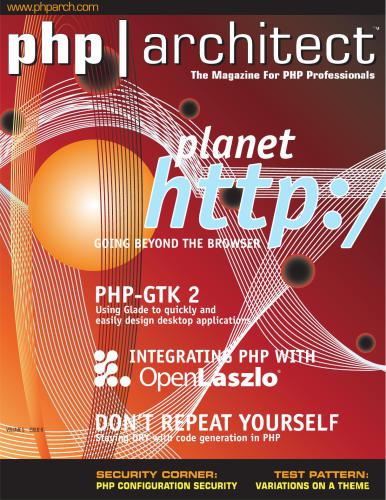 www.phparch.com
php|architect™
The Magazine For PHP Professionals
planet
http:/
GOING BEYOND THE BROWSER
PHP-GTK 2
Using Glade to quickly and
easily design desktop applications
INTEGRATING PHP WITH
OpenLaszlo®
DON'T REPEAT YOURSELF
Staying DRY with code generation in PHP
SECURITY CORNER:
PHP CONFIGURATION SECURITY
TEST PATTERN:
VARIATIONS ON A THEME